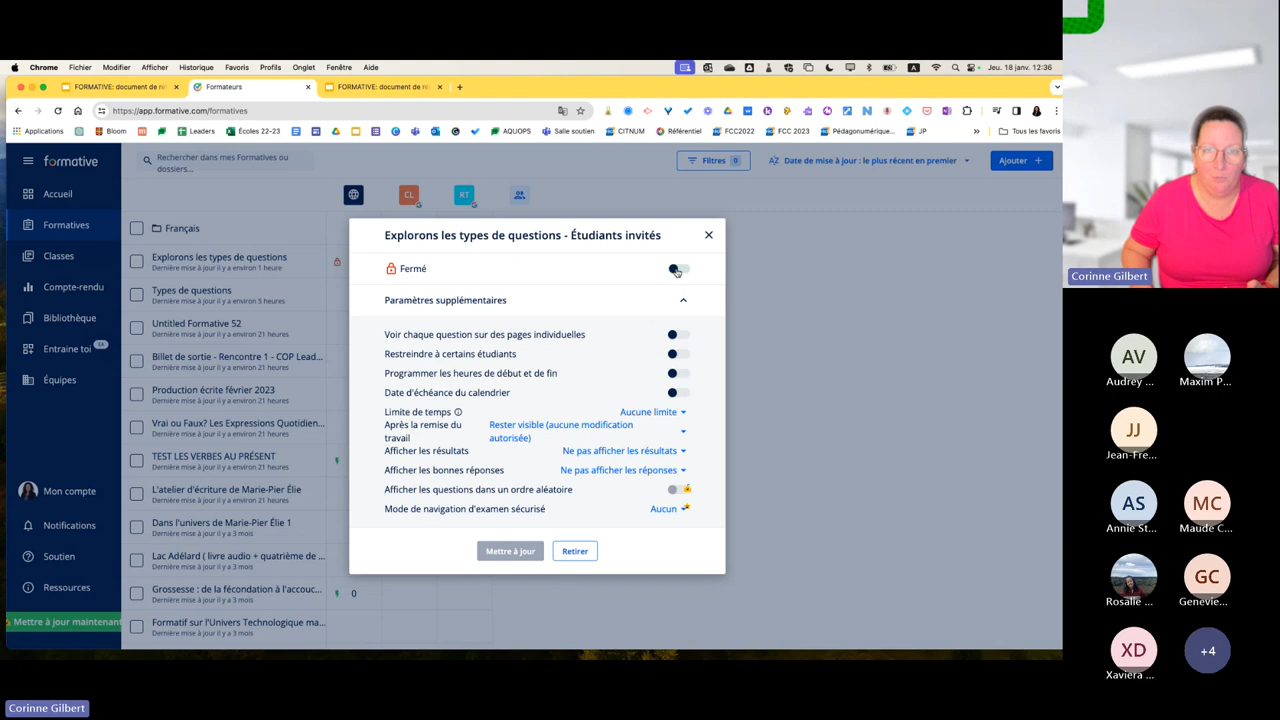 Chrome Fichier Modifier Afficher Historique Favoris Profils Onglet Fenêtre Aide
Jeu. 18 janv. 12:36
FORMATIVE: document de ré
Formateurs
FORMATIVE: document de ré
https://app.formative.com/formatives
Applications
Bloom
Leaders
Écoles 22-23
AQUOPS
Salle soutien
CITNUM
Référentiel
FCC2022
FCC 2023
Pédagonumérique...
JP
Tous les favoris
formative
Rechercher dans mes Formatives ou
dossiers...
Filtres 0
Date de mise à jour : le plus récent en premier
Ajouter +
Accueil
Formatives
Classes
Compte-rendu
Bibliothèque
Entraine toi
Équipes
Mon compte
Notifications
Soutien
Ressources
Mettre à jour maintenant
CL
RT
Français
Explorons les types de questions
Dernière mise à jour il y a environ 1 heure
Types de questions
Dernière mise à jour il y a environ 5 heures
Untitled Formative 52
Dernière mise à jour il y a environ 21 heures
Billet de sortie - Rencontre 1 - COP Lead...
Dernière mise à jour il y a environ 21 heures
Production écrite février 2023
Dernière mise à jour il y a environ 21 heures
Vrai ou Faux? Les Expressions Quotidien...
Dernière mise à jour il y a environ 21 heures
TEST LES VERBES AU PRÉSENT
Dernière mise à jour il y a environ 21 heures
L'atelier d'écriture de Marie-Pier Élie
Dernière mise à jour il y a environ 21 heures
Dans l'univers de Marie-Pier Élie 1
Dernière mise à jour il y a 3 mois
Lac Adélard ( livre audio + quatrième de ...
Dernière mise à jour il y a 3 mois
Grossesse : de la fécondation à l'accouc...
Dernière mise à jour il y a 3 mois
0
Formatif sur l'Univers Technologique ma...
Dernière mise à jour il y a 3 mois
Explorons les types de questions - Étudiants invités
Fermé
Paramètres supplémentaires
Voir chaque question sur des pages individuelles
Restreindre à certains étudiants
Programmer les heures de début et de fin
Date d'échéance du calendrier
Limite de temps
Aucune limite
Après la remise du
travail
Rester visible (aucune modification
autorisée)
Afficher les résultats
Ne pas afficher les résultats
Afficher les bonnes réponses
Ne pas afficher les réponses
Afficher les questions dans un ordre aléatoire
Mode de navigation d'examen sécurisé
Aucun
Mettre à jour
Retirer
Corinne Gilbert
AV
Audrey ...
Maxim P...
JJ
Jean-Fre...
AS
Annie St...
MC
Maude C...
Rosalie ...
GC
Genevie...
XD
Xaviera ...
+4
Corinne Gilbert